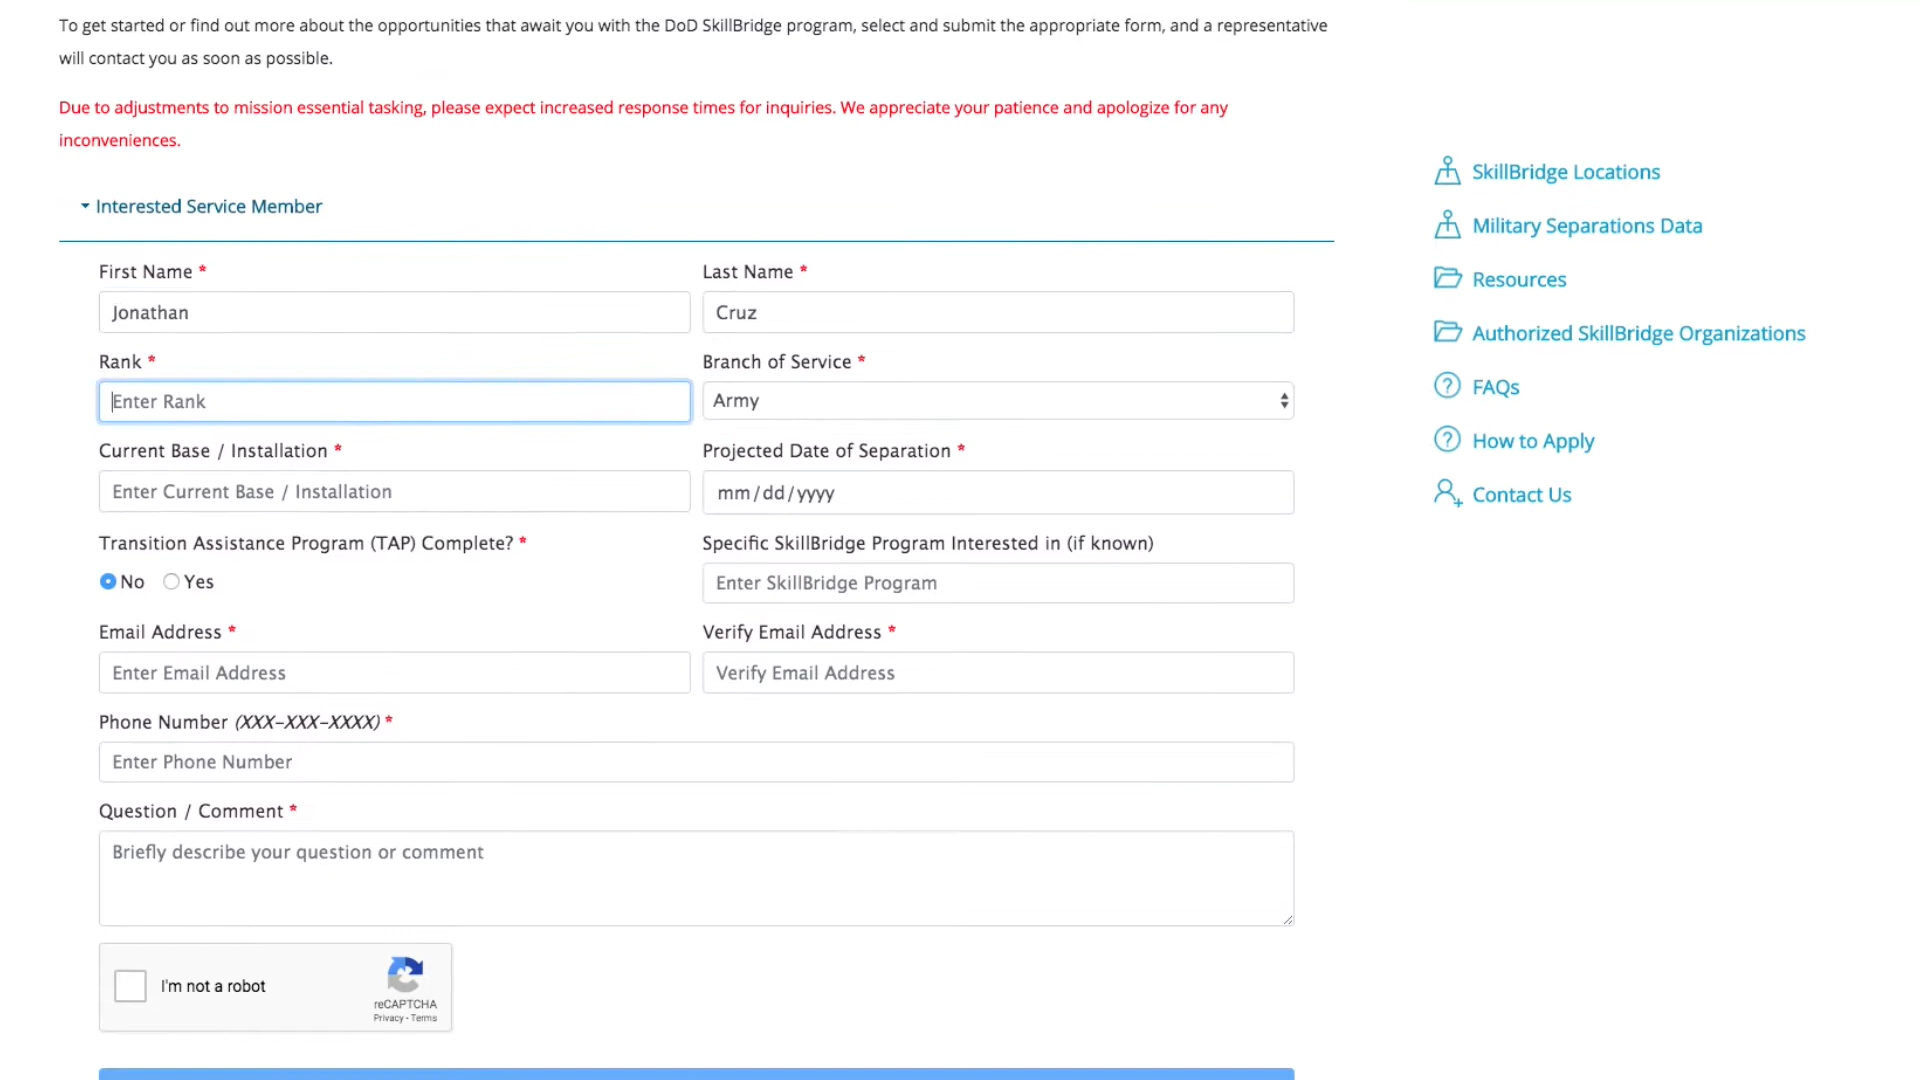 To get started or find out more about the opportunities that await you with the DoD SkillBridge program, select and submit the appropriate form, and a representative
will contact you as soon as possible.
Due to adjustments to mission essential tasking, please expect increased response times for inquiries. We appreciate your patience and apologize for any
inconveniences.
Interested Service Member
First Name *
Last Name *
Jonathan
Cruz
Rank *
Branch of Service *
Enter Rank
Army
Current Base / Installation *
Projected Date of Separation *
Enter Current Base / Installation
mm/dd/yyyy
Transition Assistance Program (TAP) Complete? *
Specific SkillBridge Program Interested in (if known)
No Yes
Enter SkillBridge Program
Email Address *
Verify Email Address *
Enter Email Address
Verify Email Address
Phone Number (XXX-XXX-XXXX) *
Enter Phone Number
Question / Comment *
Briefly describe your question or comment
I'm not a robot
reCAPTCHA
Privacy - Terms
SkillBridge Locations
Military Separations Data
Resources
Authorized SkillBridge Organizations
FAQs
How to Apply
Contact Us